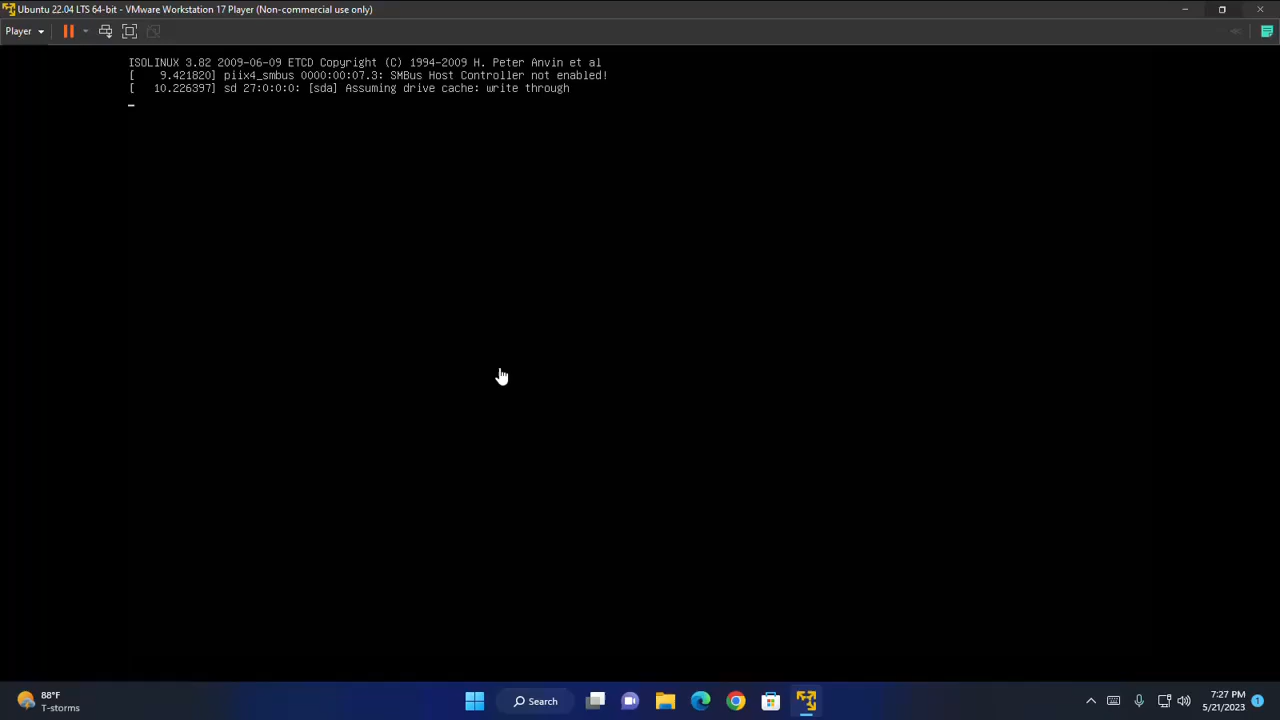 Ubuntu 22.04 LTS 64-bit - VMware Workstation 17 Player (Non-commercial use only)
Player
ISOLINUX 3.82 2009-06-09 ETCD Copyright (C) 1994-2009 H. Peter Anvin et al
[    9.421820] piix4_smbus 0000:00:07.3: SMBus Host Controller not enabled!
[   10.226397] sd 27:0:0:0: [sda] Assuming drive cache: write through
88°F
T-storms
Search
7:27 PM
5/21/2023
1